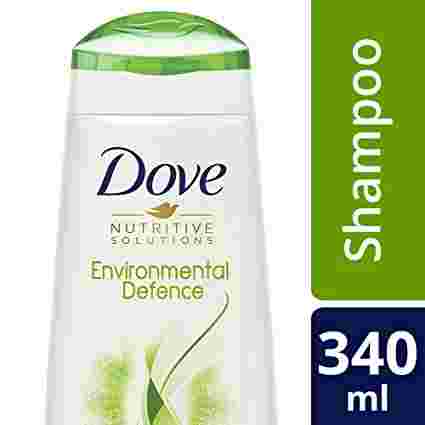 Dove
NUTRITIVE
SOLUTIONS
Environmental
Defence
Shampoo
340
ml